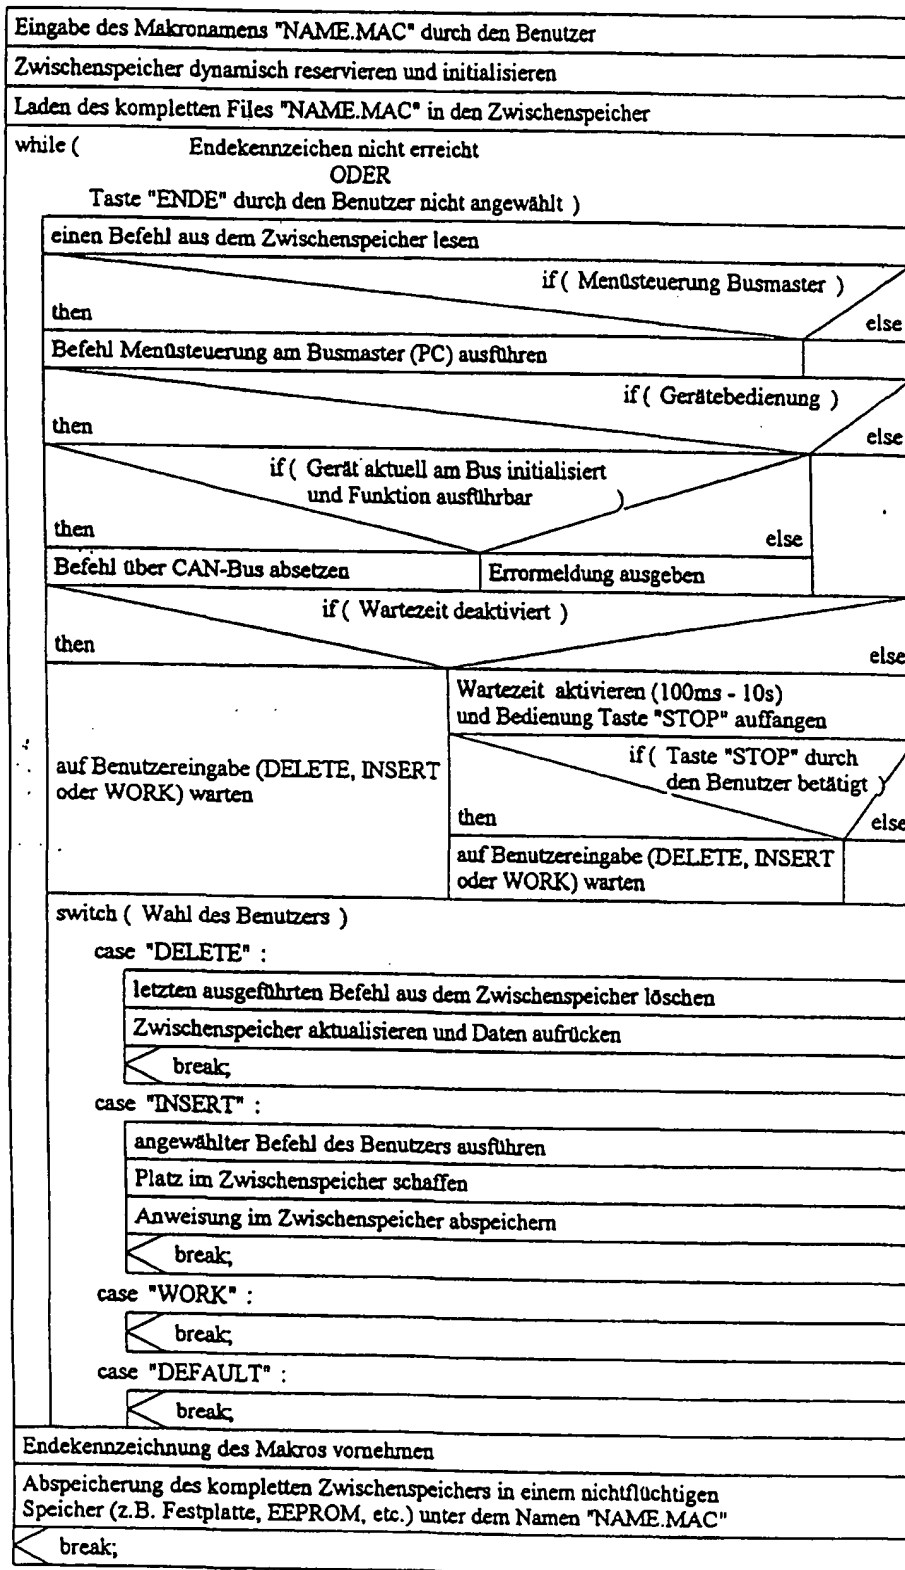 Eingabe des Makronamens "NAME.MAC" durch den Benutzer
Zwischenspeicher dynamisch reservieren und initialisieren
Laden des kompletten Files "NAME.MAC" in den Zwischenspeicher
while ( Endekennzeichen nicht erreicht
ODER
Taste "ENDE" durch den Benutzer nicht angewählt )
einen Befehl aus dem Zwischenspeicher lesen
if ( Menüsteuerung Busmaster )
then else
Befehl Menüsteuerung am Busmaster (PC) ausführen
if ( Gerätebedienung )
then else
if ( Gerät aktuell am Bus initialisiert
und Funktion ausführbar )
then else
Befehl über CAN-Bus absetzen Errormeldung ausgeben
if ( Wartezeit deaktiviert )
then else
Wartezeit aktivieren (100ms - 10s)
und Bedienung Taste "STOP" auffangen
auf Benutzereingabe (DELETE, INSERT
oder WORK) warten
if ( Taste "STOP" durch
den Benutzer betätigt )
then else
auf Benutzereingabe (DELETE, INSERT
oder WORK) warten
switch ( Wahl des Benutzers )
case "DELETE" :
letzten ausgeführten Befehl aus dem Zwischenspeicher löschen
Zwischenspeicher aktualisieren und Daten aufrücken
break;
case "INSERT" :
angewählter Befehl des Benutzers ausführen
Platz im Zwischenspeicher schaffen
Anweisung im Zwischenspeicher abspeichern
break;
case "WORK" :
break;
case "DEFAULT" :
break;
Endekennzeichnung des Makros vornehmen
Abspeicherung des kompletten Zwischenspeichers in einem nichtflüchtigen
Speicher (z.B. Festplatte, EEPROM, etc.) unter dem Namen "NAME.MAC"
break;